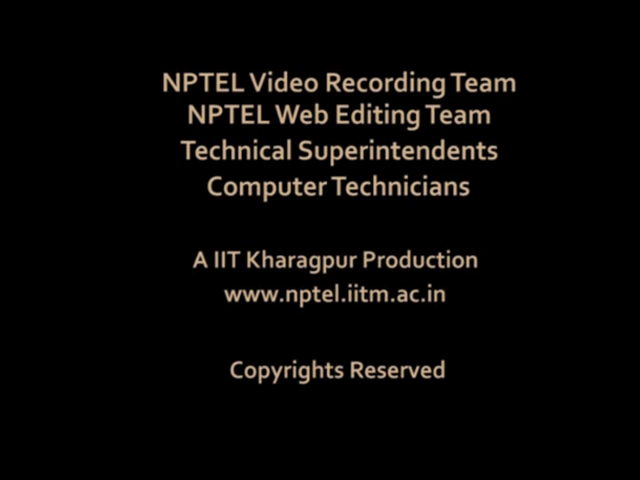 NPTEL Video Recording Team
NPTEL Web Editing Team
Technical Superintendents
Computer Technicians
A IIT Kharagpur Production
www.nptel.iitm.ac.in
Copyrights Reserved